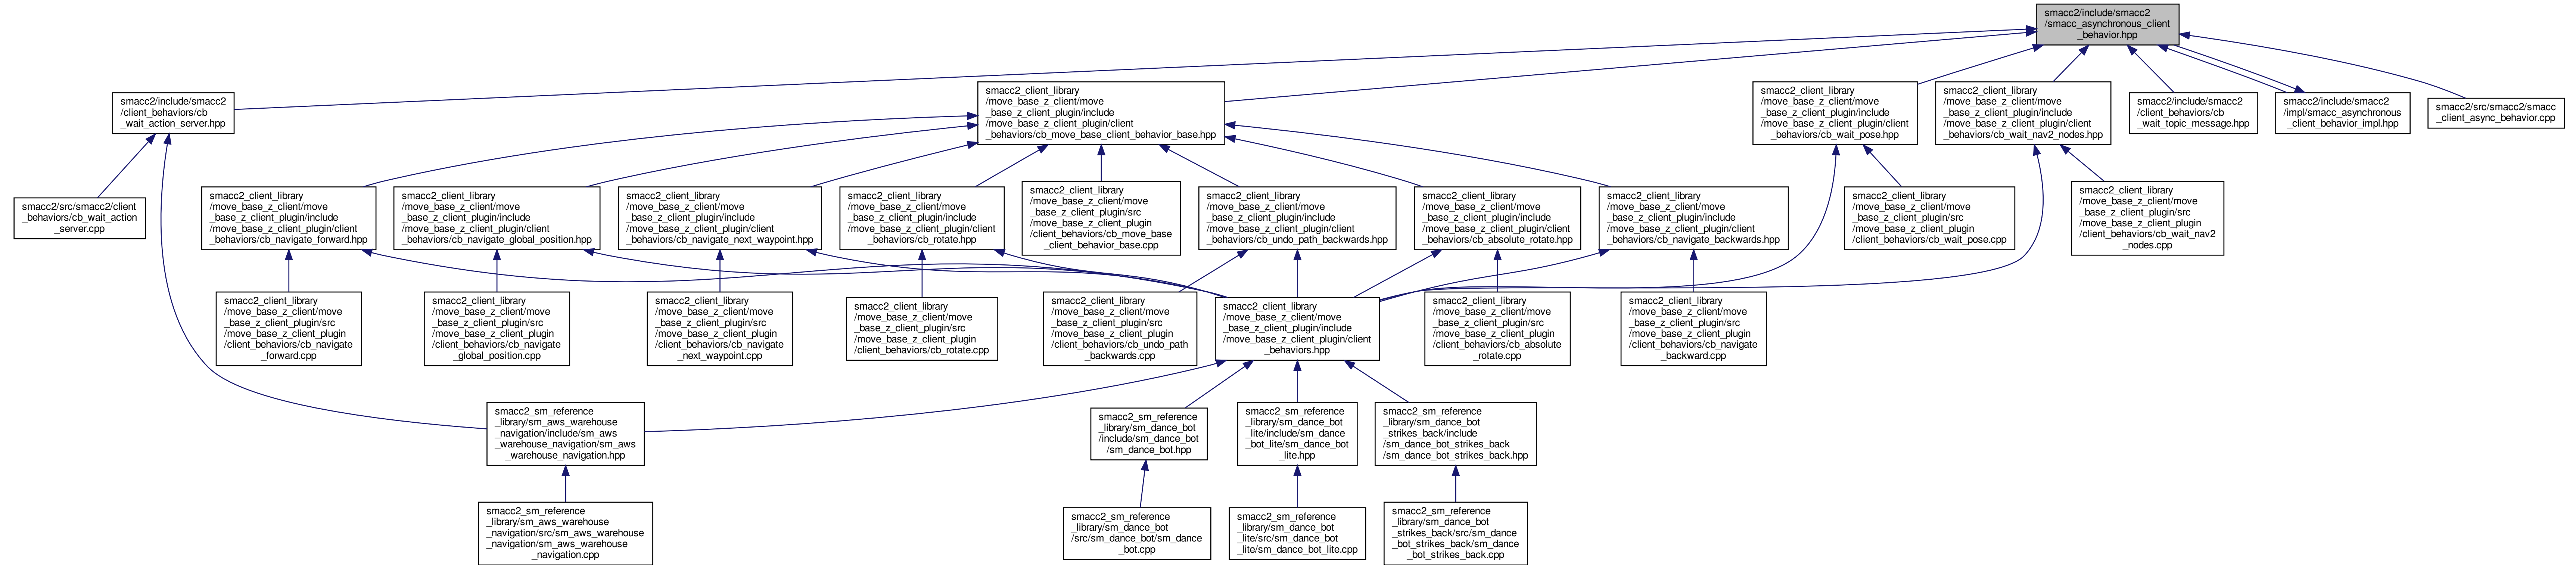 smacc2/include/smacc2
/smacc_asynchronous_client
_behavior.hpp
smacc2/include/smacc2
/client_behaviors/cb
_wait_action_server.hpp
smacc2_client_library
/move_base_z_client/move
_base_z_client_plugin/include
/move_base_z_client_plugin/client
_behaviors/cb_move_base_client_behavior_base.hpp
smacc2_client_library
/move_base_z_client/move
_base_z_client_plugin/include
/move_base_z_client_plugin/client
_behaviors/cb_wait_pose.hpp
smacc2_client_library
/move_base_z_client/move
_base_z_client_plugin/include
/move_base_z_client_plugin/client
_behaviors/cb_wait_nav2_nodes.hpp
smacc2/include/smacc2
/client_behaviors/cb
_wait_topic_message.hpp
smacc2/include/smacc2
/impl/smacc_asynchronous
_client_behavior_impl.hpp
smacc2/src/smacc2/smacc
_client_async_behavior.cpp
smacc2/src/smacc2/client
_behaviors/cb_wait_action
_server.cpp
smacc2_client_library
/move_base_z_client/move
_base_z_client_plugin/include
/move_base_z_client_plugin/client
_behaviors/cb_navigate_forward.hpp
smacc2_client_library
/move_base_z_client/move
_base_z_client_plugin/include
/move_base_z_client_plugin/client
_behaviors/cb_navigate_global_position.hpp
smacc2_client_library
/move_base_z_client/move
_base_z_client_plugin/include
/move_base_z_client_plugin/client
_behaviors/cb_navigate_next_waypoint.hpp
smacc2_client_library
/move_base_z_client/move
_base_z_client_plugin/include
/move_base_z_client_plugin/client
_behaviors/cb_rotate.hpp
smacc2_client_library
/move_base_z_client/move
_base_z_client_plugin/src
/move_base_z_client_plugin
/client_behaviors/cb_move_base
_client_behavior_base.cpp
smacc2_client_library
/move_base_z_client/move
_base_z_client_plugin/include
/move_base_z_client_plugin/client
_behaviors/cb_undo_path_backwards.hpp
smacc2_client_library
/move_base_z_client/move
_base_z_client_plugin/include
/move_base_z_client_plugin/client
_behaviors/cb_absolute_rotate.hpp
smacc2_client_library
/move_base_z_client/move
_base_z_client_plugin/include
/move_base_z_client_plugin/client
_behaviors/cb_navigate_backwards.hpp
smacc2_client_library
/move_base_z_client/move
_base_z_client_plugin/src
/move_base_z_client_plugin
/client_behaviors/cb_wait_pose.cpp
smacc2_client_library
/move_base_z_client/move
_base_z_client_plugin/src
/move_base_z_client_plugin
/client_behaviors/cb_wait_nav2
_nodes.cpp
smacc2_client_library
/move_base_z_client/move
_base_z_client_plugin/src
/move_base_z_client_plugin
/client_behaviors/cb_navigate
_forward.cpp
smacc2_client_library
/move_base_z_client/move
_base_z_client_plugin/src
/move_base_z_client_plugin
/client_behaviors/cb_navigate
_global_position.cpp
smacc2_client_library
/move_base_z_client/move
_base_z_client_plugin/src
/move_base_z_client_plugin
/client_behaviors/cb_navigate
_next_waypoint.cpp
smacc2_client_library
/move_base_z_client/move
_base_z_client_plugin/src
/move_base_z_client_plugin
/client_behaviors/cb_rotate.cpp
smacc2_client_library
/move_base_z_client/move
_base_z_client_plugin/src
/move_base_z_client_plugin
/client_behaviors/cb_undo_path
_backwards.cpp
smacc2_client_library
/move_base_z_client/move
_base_z_client_plugin/include
/move_base_z_client_plugin/client
_behaviors.hpp
smacc2_client_library
/move_base_z_client/move
_base_z_client_plugin/src
/move_base_z_client_plugin
/client_behaviors/cb_absolute
_rotate.cpp
smacc2_client_library
/move_base_z_client/move
_base_z_client_plugin/src
/move_base_z_client_plugin
/client_behaviors/cb_navigate
_backward.cpp
smacc2_sm_reference
_library/sm_aws_warehouse
_navigation/include/sm_aws
_warehouse_navigation/sm_aws
_warehouse_navigation.hpp
smacc2_sm_reference
_library/sm_dance_bot
/include/sm_dance_bot
/sm_dance_bot.hpp
smacc2_sm_reference
_library/sm_dance_bot
_lite/include/sm_dance
_bot_lite/sm_dance_bot
_lite.hpp
smacc2_sm_reference
_library/sm_dance_bot
_strikes_back/include
/sm_dance_bot_strikes_back
/sm_dance_bot_strikes_back.hpp
smacc2_sm_reference
_library/sm_aws_warehouse
_navigation/src/sm_aws_warehouse
_navigation/sm_aws_warehouse
_navigation.cpp
smacc2_sm_reference
_library/sm_dance_bot
/src/sm_dance_bot/sm_dance
_bot.cpp
smacc2_sm_reference
_library/sm_dance_bot
_lite/src/sm_dance_bot
_lite/sm_dance_bot_lite.cpp
smacc2_sm_reference
_library/sm_dance_bot
_strikes_back/src/sm_dance
_bot_strikes_back/sm_dance
_bot_strikes_back.cpp